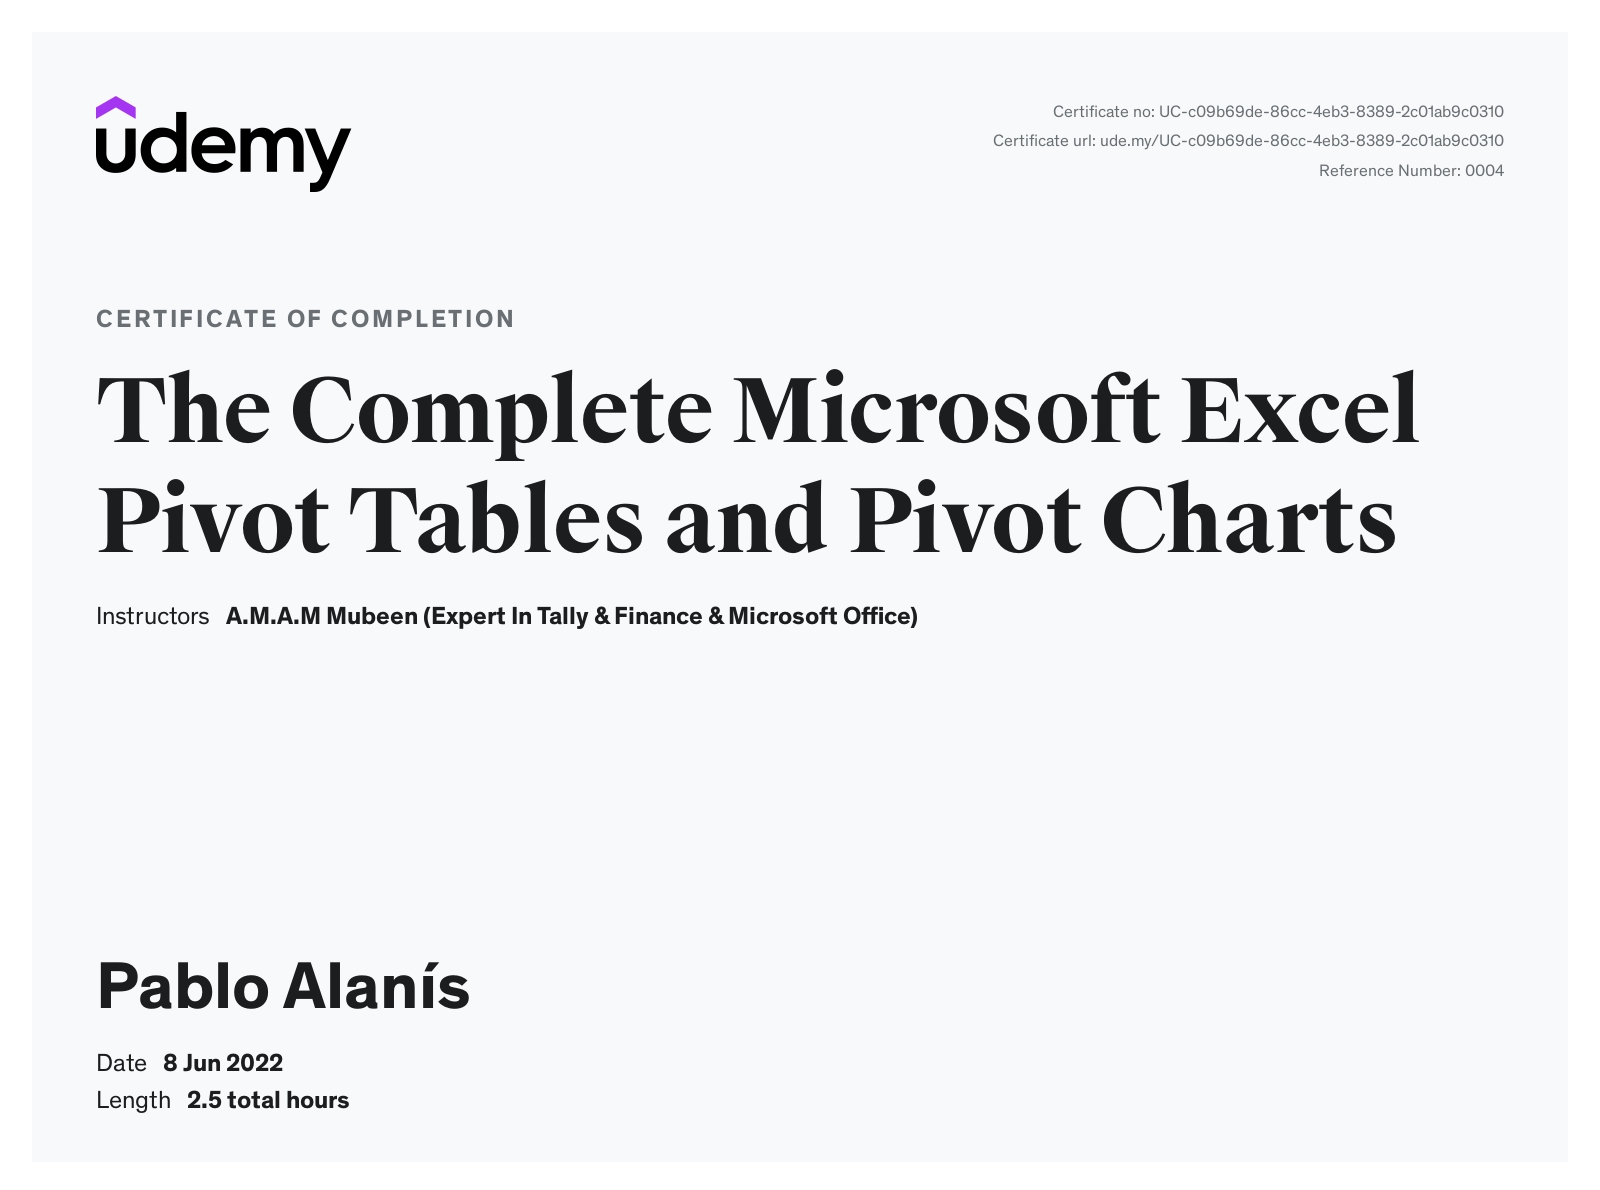 udemy
Certificate no: UC-c09b69de-86cc-4eb3-8389-2c01ab9c0310
Certificate url: ude.my/UC-c09b69de-86cc-4eb3-8389-2c01ab9c0310
Reference Number: 0004
CERTIFICATE OF COMPLETION
The Complete Microsoft Excel
Pivot Tables and Pivot Charts
Instructors A.M.A.M Mubeen (Expert In Tally & Finance & Microsoft Office)
Pablo Alanís
Date 8 Jun 2022
Length 2.5 total hours